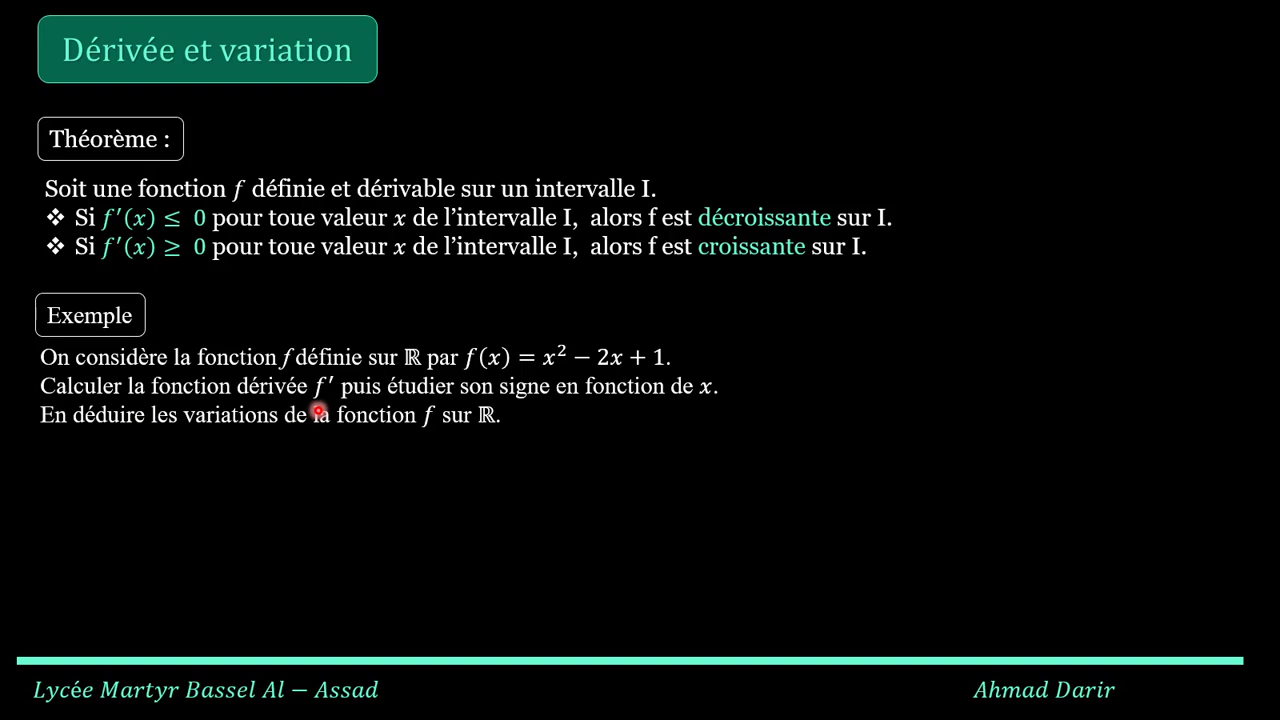 Dérivée et variation
Théorème :
Soit une fonction f définie et dérivable sur un intervalle I.
❖ Si f′(x) ≤ 0 pour toue valeur x de l'intervalle I, alors f est décroissante sur I.
❖ Si f′(x) ≥ 0 pour toue valeur x de l'intervalle I, alors f est croissante sur I.
Exemple
On considère la fonction f définie sur ℝ par f(x) = x² − 2x + 1.
Calculer la fonction dérivée f′ puis étudier son signe en fonction de x.
En déduire les variations de la fonction f sur ℝ.
Lycée Martyr Bassel Al − Assad
Ahmad Darir